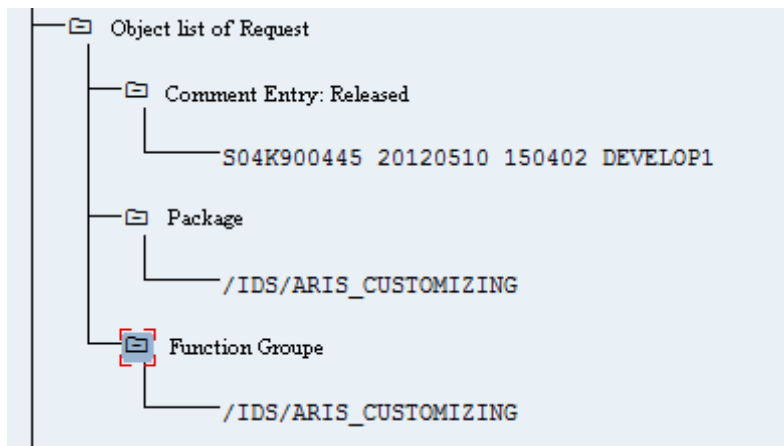 Object list of Request
Comment Entry: Released
S04K900445 20120510 150402 DEVELOP1
Package
/IDS/ARIS_CUSTOMIZING
Function Groupe
/IDS/ARIS_CUSTOMIZING